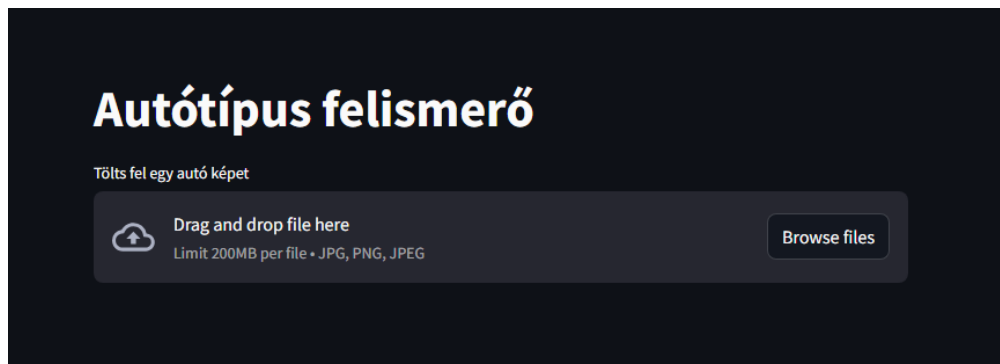 Autótípus felismerő
Tölts fel egy autó képet
Drag and drop file here
Limit 200MB per file • JPG, PNG, JPEG
Browse files